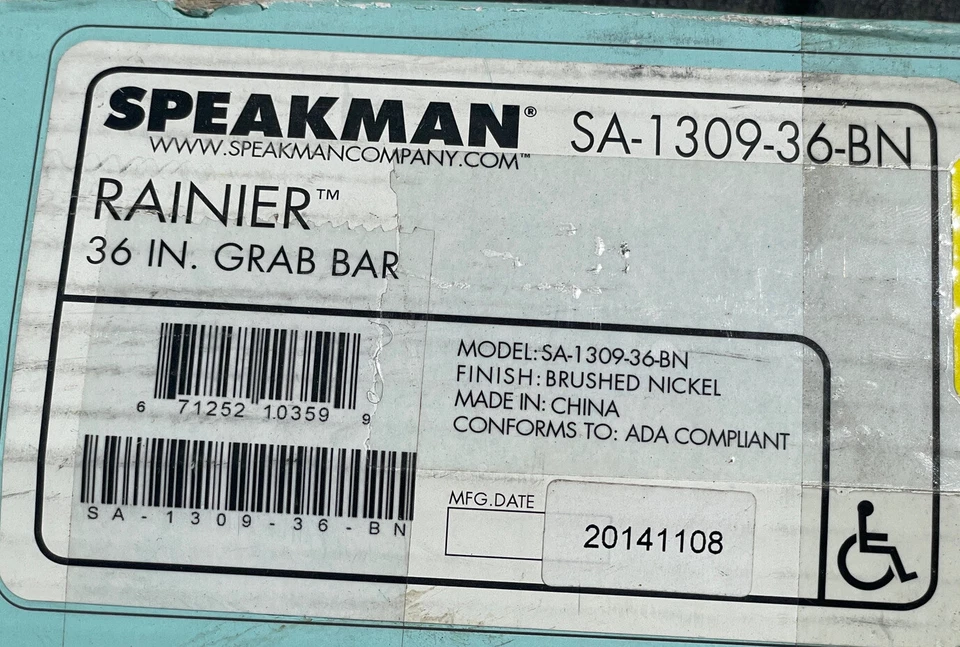 SPEAKMAN® SA-1309-36-BN
WWW.SPEAKMANCOMPANY.COM™
RAINIER™
36 IN. GRAB BAR
6 71252 10359 9
SA-1309-36-BN
MODEL: SA-1309-36-BN
FINISH: BRUSHED NICKEL
MADE IN: CHINA
CONFORMS TO: ADA COMPLIANT
MFG.DATE
20141108